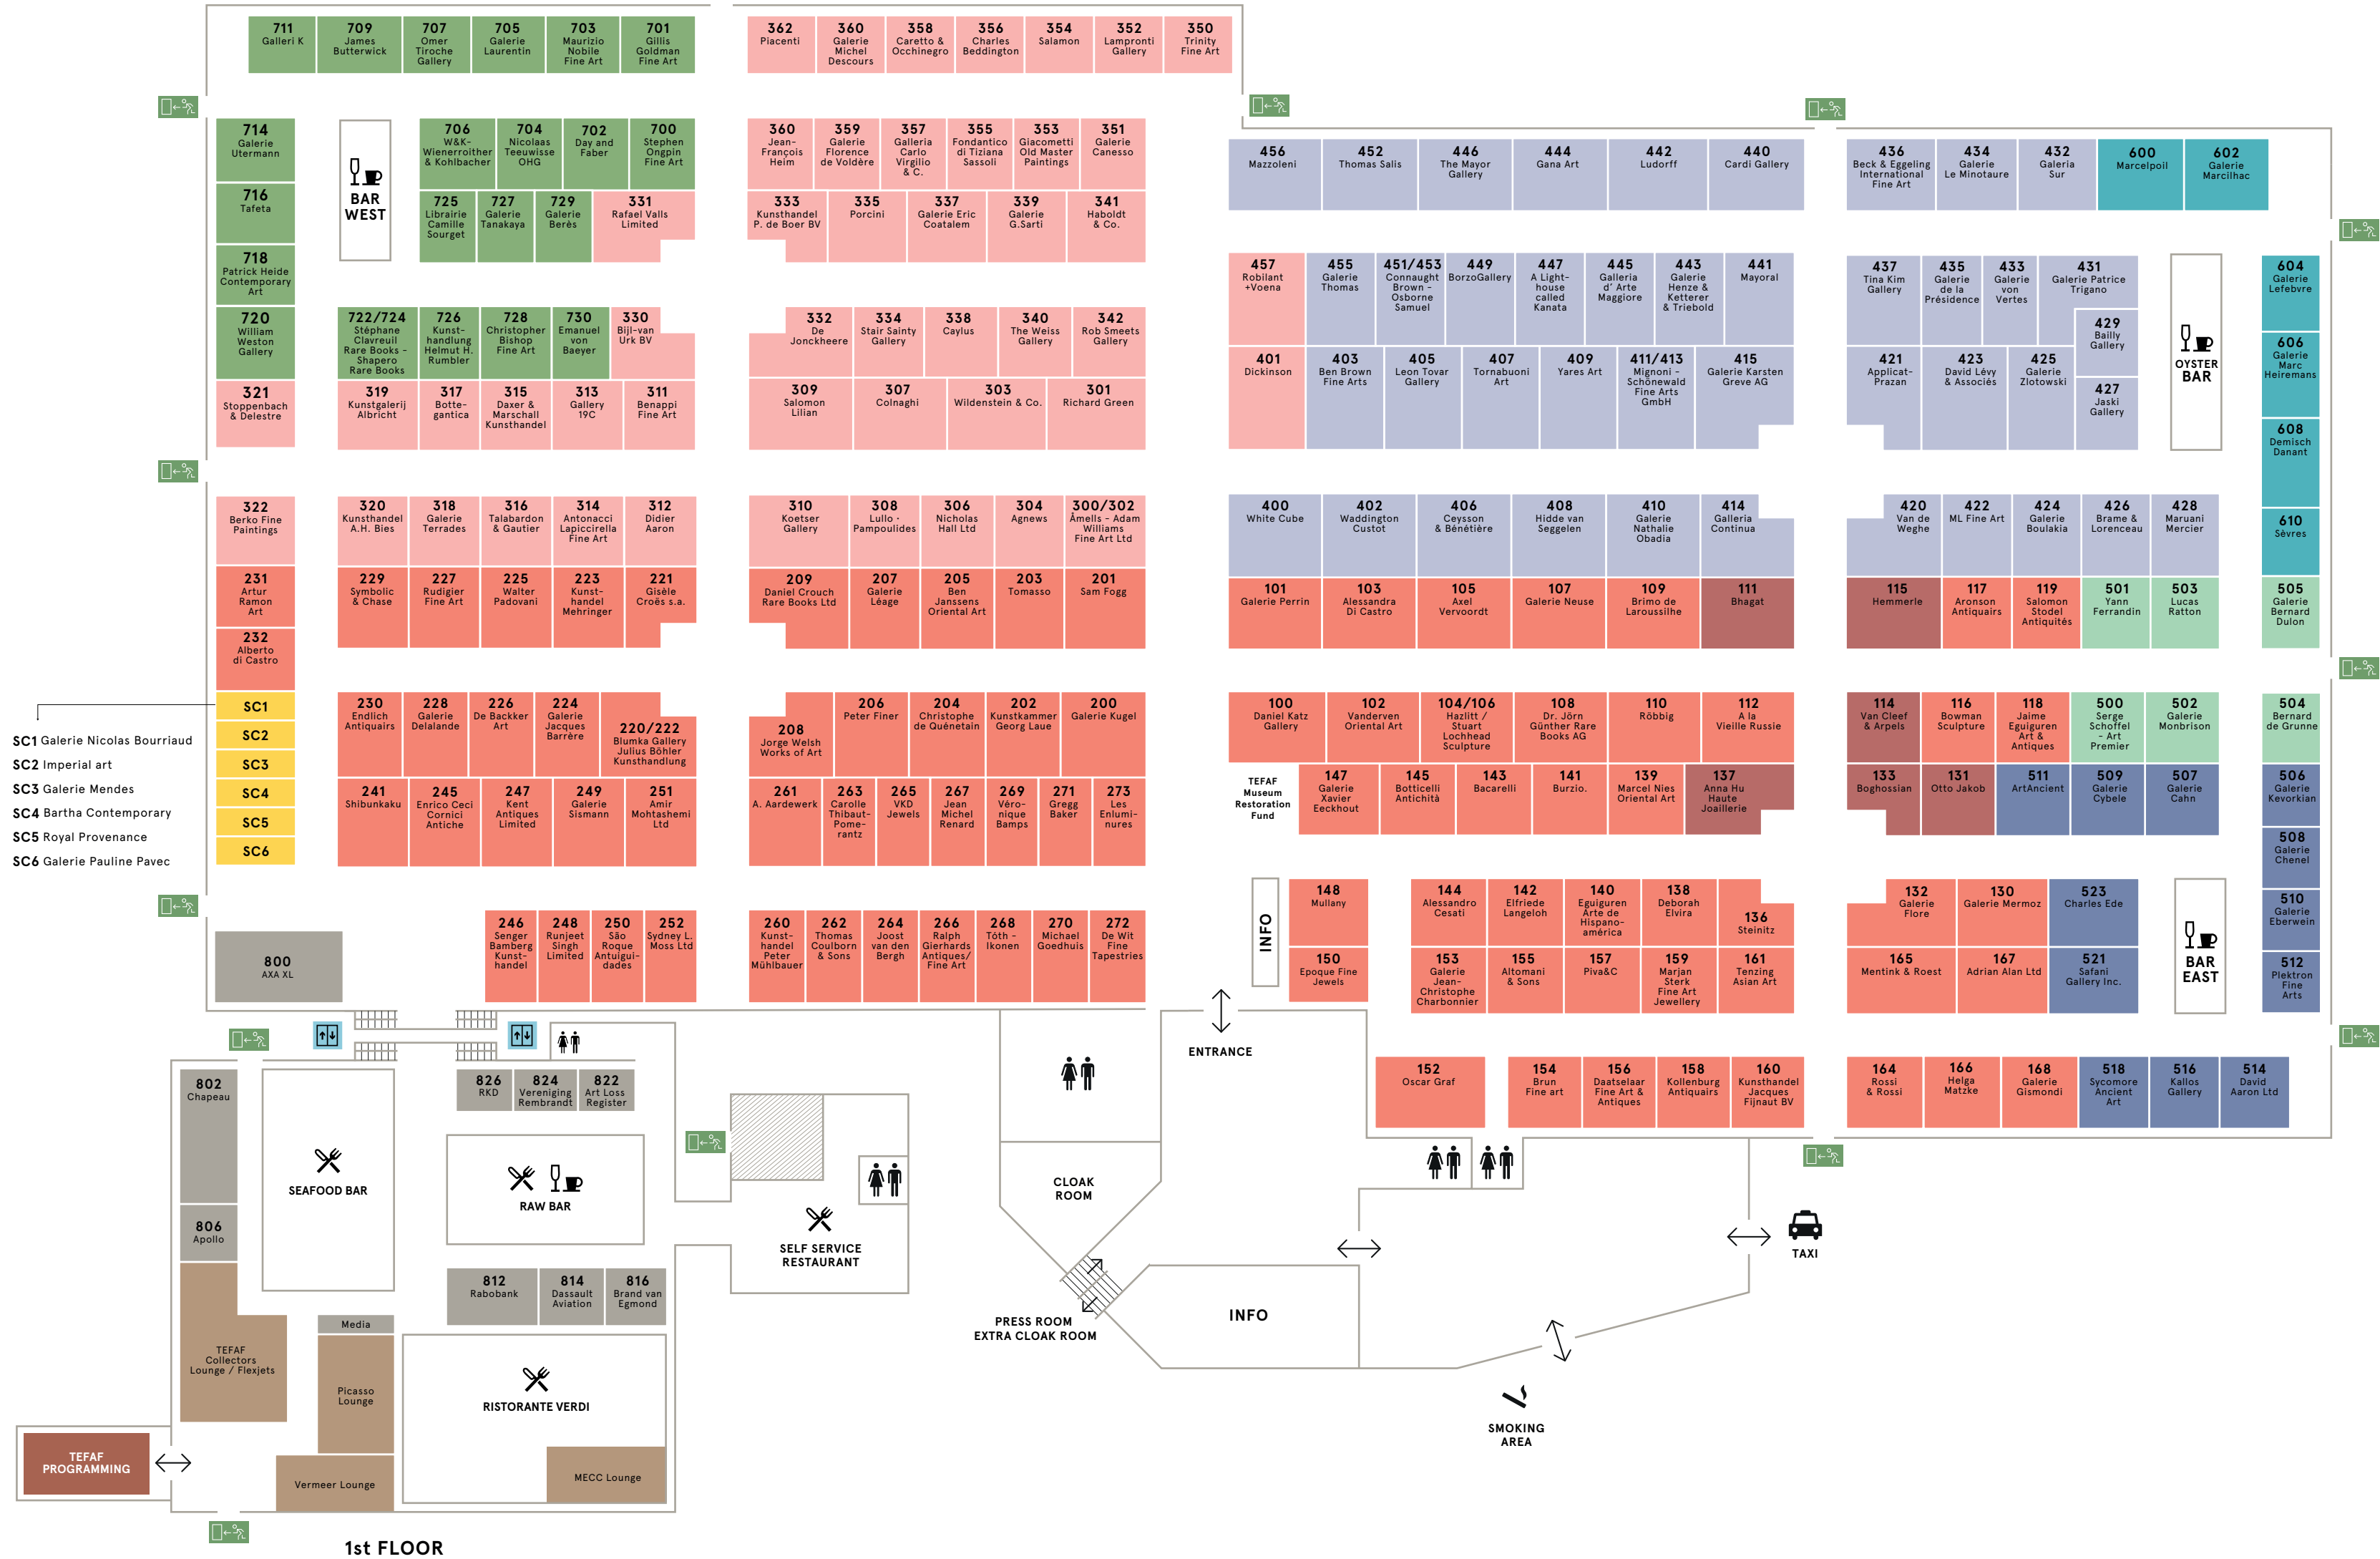 711
Galleri K
709
James
Butterwick
707
Omer
Tiroche
Gallery
705
Galerie
Laurentin
703
Maurizio
Nobile
Fine Art
701
Gillis
Goldman
Fine Art
362
Piacenti
360
Galerie
Michel
Descours
358
Caretto &
Occhinegro
356
Charles
Beddington
354
Salamon
352
Lampronti
Gallery
350
Trinity
Fine Art
714
Galerie
Utermann
716
Tafeta
718
Patrick Heide
Contemporary
Art
720
William
Weston
Gallery
321
Stoppenbach
& Delestre
BAR
WEST
706
W&K-
Wienerroither
& Kohlbacher
704
Nicolaas
Teeuwisse
OHG
702
Day and
Faber
700
Stephen
Ongpin
Fine Art
725
Librairie
Camille
Sourget
727
Galerie
Tanakaya
729
Galerie
Berès
331
Rafael Valls
Limited
360
Jean-
François
Heim
359
Galerie
Florence
de Voldère
357
Galleria
Carlo
Virgilio
& C.
355
Fondantico
di Tiziana
Sassoli
353
Giacometti
Old Master
Paintings
351
Galerie
Canesso
333
Kunsthandel
P. de Boer BV
335
Porcini
337
Galerie Eric
Coatalem
339
Galerie
G.Sarti
341
Haboldt
& Co.
456
Mazzoleni
452
Thomas Salis
446
The Mayor
Gallery
444
Gana Art
442
Ludorff
440
Cardi Gallery
436
Beck & Eggeling
International
Fine Art
434
Galerie
Le Minotaure
432
Galeria
Sur
600
Marcelpoil
602
Galerie
Marcilhac
722/724
Stéphane
Clavreuil
Rare Books -
Shapero
Rare Books
726
Kunst-
handlung
Helmut H.
Rumbler
728
Christopher
Bishop
Fine Art
730
Emanuel
von
Baeyer
330
Bijl-van
Urk BV
319
Kunstgalerij
Albricht
317
Botte-
gantica
315
Daxer &
Marschall
Kunsthandel
313
Gallery
19C
311
Benappi
Fine Art
332
De
Jonckheere
334
Stair Sainty
Gallery
338
Caylus
340
The Weiss
Gallery
342
Rob Smeets
Gallery
309
Salomon
Lilian
307
Colnaghi
303
Wildenstein & Co.
301
Richard Green
457
Robilant
+Voena
455
Galerie
Thomas
451/453
Connaught
Brown -
Osborne
Samuel
449
BorzoGallery
447
A Light-
house
called
Kanata
445
Galleria
d' Arte
Maggiore
443
Galerie
Henze &
Ketterer
& Triebold
441
Mayoral
401
Dickinson
403
Ben Brown
Fine Arts
405
Leon Tovar
Gallery
407
Tornabuoni
Art
409
Yares Art
411/413
Mignoni -
Schönewald
Fine Arts
GmbH
415
Galerie Karsten
Greve AG
437
Tina Kim
Gallery
435
Galerie
de la
Présidence
433
Galerie
von
Vertes
431
Galerie Patrice
Trigano
429
Bailly
Gallery
421
Applicat-
Prazan
423
David Lévy
& Associés
425
Galerie
Zlotowski
427
Jaski
Gallery
OYSTER
BAR
604
Galerie
Lefebvre
606
Galerie
Marc
Heiremans
608
Demisch
Danant
610
Sèvres
322
Berko Fine
Paintings
231
Artur
Ramon
Art
232
Alberto
di Castro
320
Kunsthandel
A.H. Bies
318
Galerie
Terrades
316
Talabardon
& Gautier
314
Antonacci
Lapiccirella
Fine Art
312
Didier
Aaron
229
Symbolic
& Chase
227
Rudigier
Fine Art
225
Walter
Padovani
223
Kunst-
handel
Mehringer
221
Gisèle
Croës s.a.
310
Koetser
Gallery
308
Lullo -
Pampoulides
306
Nicholas
Hall Ltd
304
Agnews
300/302
Åmells - Adam
Williams
Fine Art Ltd
209
Daniel Crouch
Rare Books Ltd
207
Galerie
Léage
205
Ben
Janssens
Oriental Art
203
Tomasso
201
Sam Fogg
400
White Cube
402
Waddington
Custot
406
Ceysson
& Bénétière
408
Hidde van
Seggelen
410
Galerie
Nathalie
Obadia
414
Galleria
Continua
101
Galerie Perrin
103
Alessandra
Di Castro
105
Axel
Vervoordt
107
Galerie Neuse
109
Brimo de
Laroussilhe
111
Bhagat
420
Van de
Weghe
422
ML Fine Art
424
Galerie
Boulakia
426
Brame &
Lorenceau
428
Maruani
Mercier
115
Hemmerle
117
Aronson
Antiquairs
119
Salomon
Stodel
Antiquités
501
Yann
Ferrandin
503
Lucas
Ratton
505
Galerie
Bernard
Dulon
SC1
SC2
SC3
SC4
SC5
SC6
SC1 Galerie Nicolas Bourriaud
SC2 Imperial art
SC3 Galerie Mendes
SC4 Bartha Contemporary
SC5 Royal Provenance
SC6 Galerie Pauline Pavec
230
Endlich
Antiquairs
228
Galerie
Delalande
226
De Backker
Art
224
Galerie
Jacques
Barrère
220/222
Blumka Gallery
Julius Böhler
Kunsthandlung
241
Shibunkaku
245
Enrico Ceci
Cornici
Antiche
247
Kent
Antiques
Limited
249
Galerie
Sismann
251
Amir
Mohtashemi
Ltd
208
Jorge Welsh
Works of Art
206
Peter Finer
204
Christophe
de Quénetain
202
Kunstkammer
Georg Laue
200
Galerie Kugel
261
A. Aardewerk
263
Carolle
Thibaut-
Pome-
rantz
265
VKD
Jewels
267
Jean
Michel
Renard
269
Véro-
nique
Bamps
271
Gregg
Baker
273
Les
Enlumi-
nures
100
Daniel Katz
Gallery
102
Vanderven
Oriental Art
104/106
Hazlitt /
Stuart
Lochhead
Sculpture
108
Dr. Jörn
Günther Rare
Books AG
110
Röbbig
112
A la
Vieille Russie
TEFAF
Museum
Restoration
Fund
147
Galerie
Xavier
Eeckhout
145
Botticelli
Antichità
143
Bacarelli
141
Burzio.
139
Marcel Nies
Oriental Art
137
Anna Hu
Haute
Joaillerie
114
Van Cleef
& Arpels
116
Bowman
Sculpture
118
Jaime
Eguiguren
Art &
Antiques
500
Serge
Schoffel
- Art
Premier
502
Galerie
Monbrison
504
Bernard
de Grunne
133
Boghossian
131
Otto Jakob
511
ArtAncient
509
Galerie
Cybele
507
Galerie
Cahn
506
Galerie
Kevorkian
508
Galerie
Chenel
510
Galerie
Eberwein
512
Plektron
Fine
Arts
800
AXA XL
246
Senger
Bamberg
Kunst-
handel
248
Runjeet
Singh
Limited
250
São
Roque
Antuigui-
dades
252
Sydney L.
Moss Ltd
260
Kunst-
handel
Peter
Mühlbauer
262
Thomas
Coulborn
& Sons
264
Joost
van den
Bergh
266
Ralph
Gierhards
Antiques/
Fine Art
268
Tóth -
Ikonen
270
Michael
Goedhuis
272
De Wit
Fine
Tapestries
INFO
148
Mullany
150
Epoque Fine
Jewels
144
Alessandro
Cesati
142
Elfriede
Langeloh
140
Eguiguren
Arte de
Hispano-
américa
138
Deborah
Elvira
136
Steinitz
153
Galerie
Jean-
Christophe
Charbonnier
155
Altomani
& Sons
157
Piva&C
159
Marjan
Sterk
Fine Art
Jewellery
161
Tenzing
Asian Art
132
Galerie
Flore
130
Galerie Mermoz
523
Charles Ede
165
Mentink & Roest
167
Adrian Alan Ltd
521
Safani
Gallery Inc.
BAR
EAST
ENTRANCE
152
Oscar Graf
154
Brun
Fine art
156
Daatselaar
Fine Art &
Antiques
158
Kollenburg
Antiquairs
160
Kunsthandel
Jacques
Fijnaut BV
164
Rossi
& Rossi
166
Helga
Matzke
168
Galerie
Gismondi
518
Sycomore
Ancient
Art
516
Kallos
Gallery
514
David
Aaron Ltd
802
Chapeau
806
Apollo
SEAFOOD BAR
826
RKD
824
Vereniging
Rembrandt
822
Art Loss
Register
RAW BAR
SELF SERVICE
RESTAURANT
CLOAK
ROOM
TAXI
812
Rabobank
814
Dassault
Aviation
816
Brand van
Egmond
PRESS ROOM
EXTRA CLOAK ROOM
INFO
TEFAF
Collectors
Lounge / Flexjets
Media
Picasso
Lounge
RISTORANTE VERDI
SMOKING
AREA
TEFAF
PROGRAMMING
Vermeer Lounge
MECC Lounge
1st FLOOR